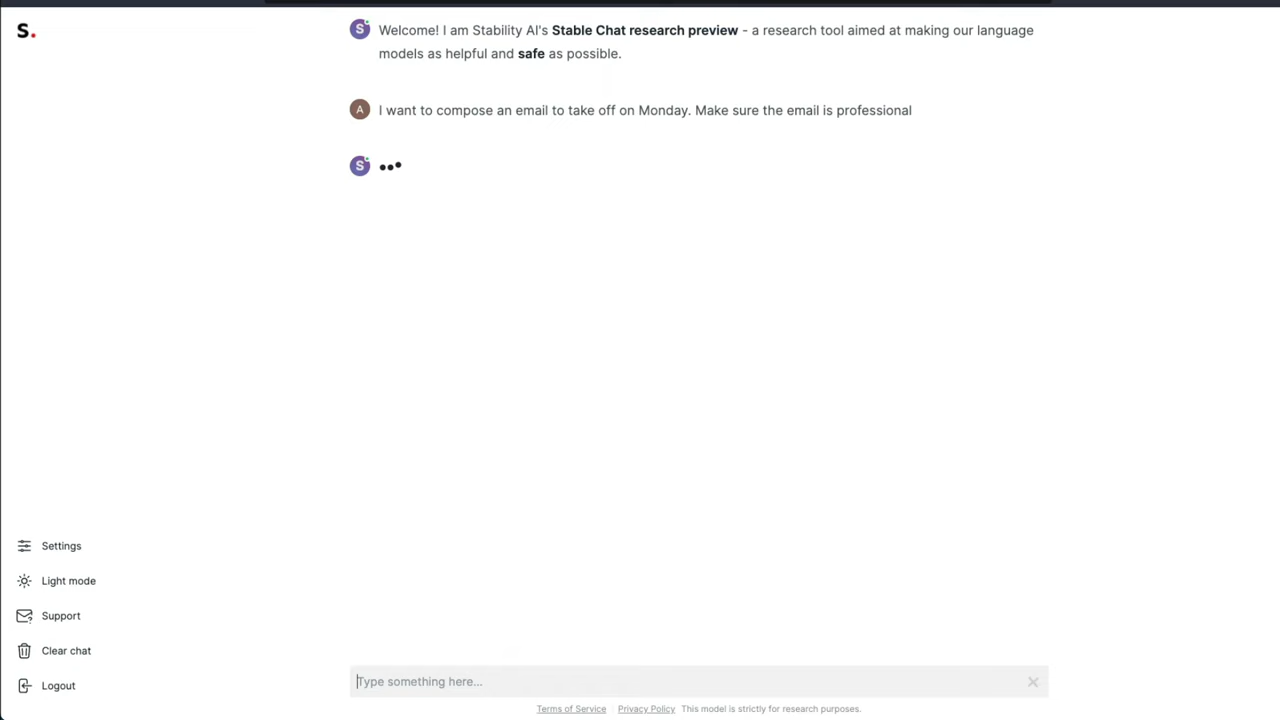 S.
S
Welcome! I am Stability AI's Stable Chat research preview - a research tool aimed at making our language
models as helpful and safe as possible.
A
I want to compose an email to take off on Monday. Make sure the email is professional
S
Settings
Light mode
Support
Clear chat
Logout
Type something here...
Terms of Service
Privacy Policy
This model is strictly for research purposes.